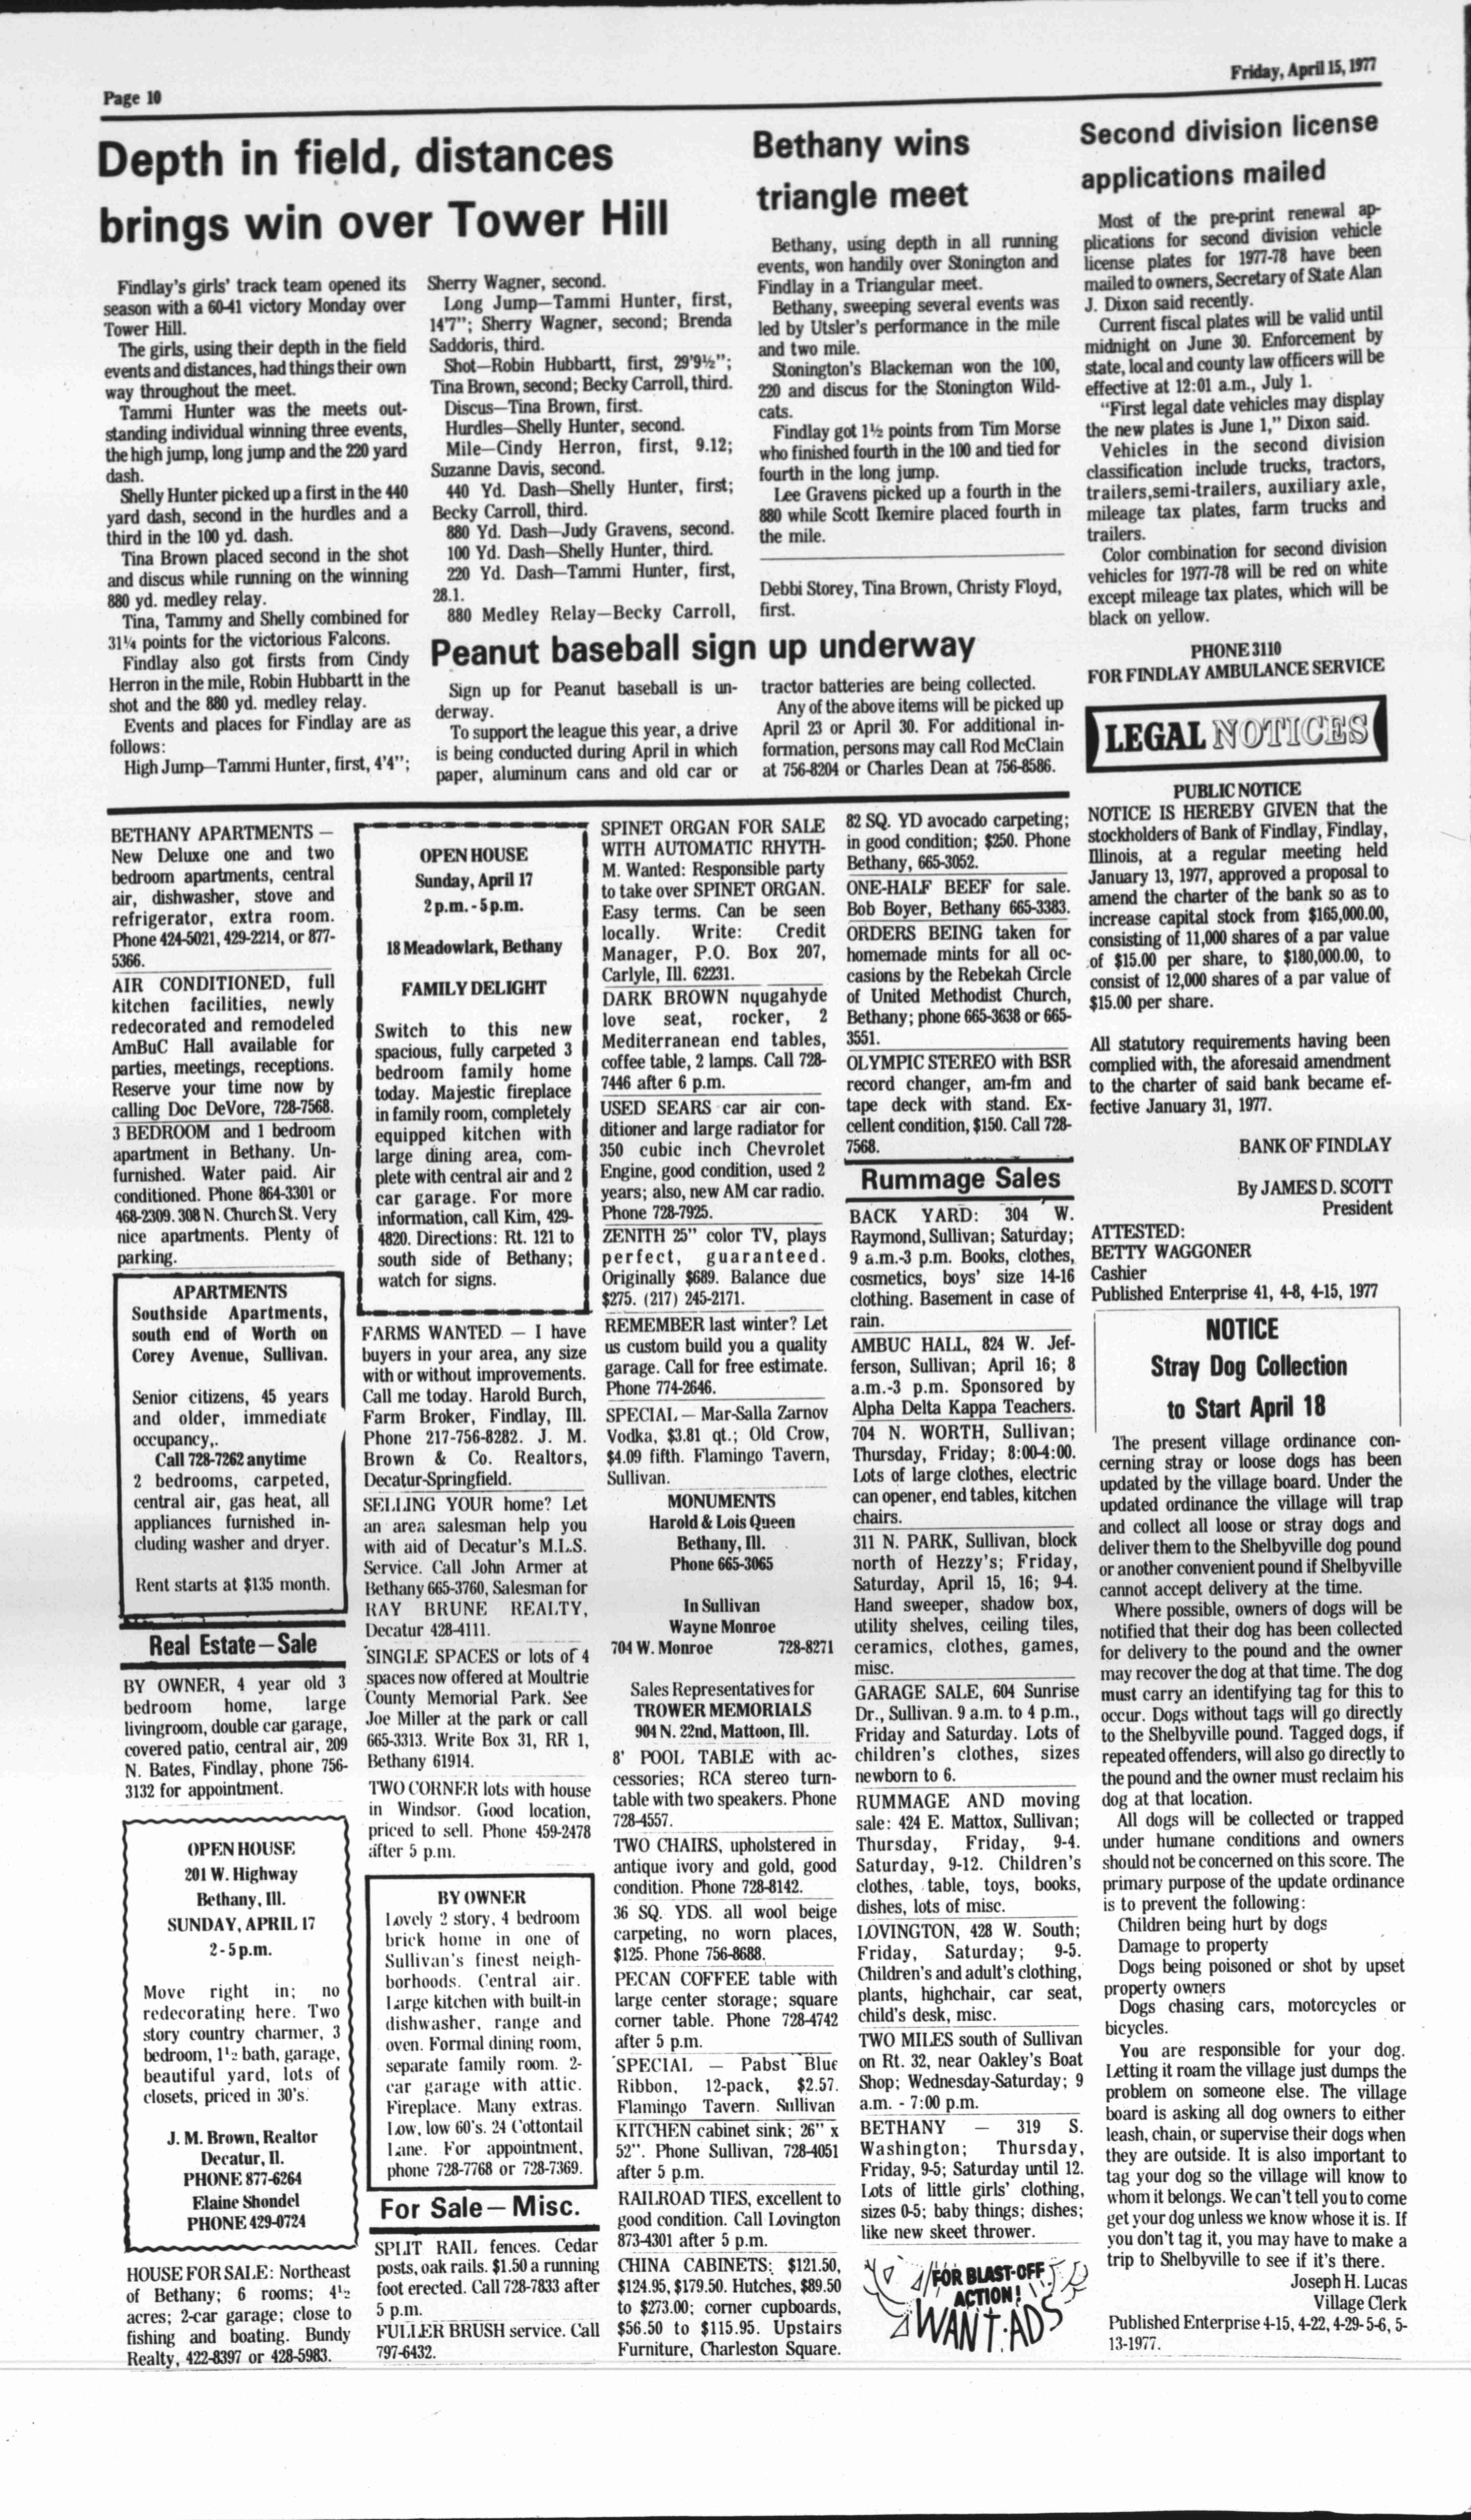 Page 10
Friday, April 15, 1977
Depth in field, distances
brings win over Tower Hill
Findlay's girls' track team opened its
season with a 60-41 victory Monday over
Tower Hill.
The girls, using their depth in the field
events and distances, had things their own
way throughout the meet.
Tammi Hunter was the meets out-
standing individual winning three events,
the high jump, long jump and the 220 yard
dash.
Shelly Hunter picked up a first in the 440
yard dash, second in the hurdles and a
third in the 100 yd. dash.
Tina Brown placed second in the shot
and discus while running on the winning
880 yd. medley relay.
Tina, Tammy and Shelly combined for
31¼ points for the victorious Falcons.
Findlay also got firsts from Cindy
Herron in the mile, Robin Hubbartt in the
shot and the 880 yd. medley relay.
Events and places for Findlay are as
follows:
High Jump—Tammi Hunter, first, 4'4";
Sherry Wagner, second.
Long Jump—Tammi Hunter, first,
14'7"; Sherry Wagner, second; Brenda
Saddoris, third.
Shot—Robin Hubbartt, first, 29'9½";
Tina Brown, second; Becky Carroll, third.
Discus—Tina Brown, first.
Hurdles—Shelly Hunter, second.
Mile—Cindy Herron, first, 9.12;
Suzanne Davis, second.
440 Yd. Dash—Shelly Hunter, first;
Becky Carroll, third.
880 Yd. Dash—Judy Gravens, second.
100 Yd. Dash—Shelly Hunter, third.
220 Yd. Dash—Tammi Hunter, first,
28.1.
880 Medley Relay—Becky Carroll,
Debbi Storey, Tina Brown, Christy Floyd,
first.
Bethany wins
triangle meet
Bethany, using depth in all running
events, won handily over Stonington and
Findlay in a Triangular meet.
Bethany, sweeping several events was
led by Utsler's performance in the mile
and two mile.
Stonington's Blackeman won the 100,
220 and discus for the Stonington Wild-
cats.
Findlay got 1½ points from Tim Morse
who finished fourth in the 100 and tied for
fourth in the long jump.
Lee Gravens picked up a fourth in the
880 while Scott Ikemire placed fourth in
the mile.
Peanut baseball sign up underway
Sign up for Peanut baseball is un-
derway.
To support the league this year, a drive
is being conducted during April in which
paper, aluminum cans and old car or
tractor batteries are being collected.
Any of the above items will be picked up
April 23 or April 30. For additional in-
formation, persons may call Rod McClain
at 756-8204 or Charles Dean at 756-8586.
Second division license
applications mailed
Most of the pre-print renewal ap-
plications for second division vehicle
license plates for 1977-78 have been
mailed to owners, Secretary of State Alan
J. Dixon said recently.
Current fiscal plates will be valid until
midnight on June 30. Enforcement by
state, local and county law officers will be
effective at 12:01 a.m., July 1.
"First legal date vehicles may display
the new plates is June 1," Dixon said.
Vehicles in the second division
classification include trucks, tractors,
trailers,semi-trailers, auxiliary axle,
mileage tax plates, farm trucks and
trailers.
Color combination for second division
vehicles for 1977-78 will be red on white
except mileage tax plates, which will be
black on yellow.
PHONE 3110
FOR FINDLAY AMBULANCE SERVICE
LEGAL NOTICES
PUBLIC NOTICE
NOTICE IS HEREBY GIVEN that the
stockholders of Bank of Findlay, Findlay,
Illinois, at a regular meeting held
January 13, 1977, approved a proposal to
amend the charter of the bank so as to
increase capital stock from $165,000.00,
consisting of 11,000 shares of a par value
of $15.00 per share, to $180,000.00, to
consist of 12,000 shares of a par value of
$15.00 per share.
All statutory requirements having been
complied with, the aforesaid amendment
to the charter of said bank became ef-
fective January 31, 1977.
BANK OF FINDLAY
By JAMES D. SCOTT
President
ATTESTED:
BETTY WAGGONER
Cashier
Published Enterprise 41, 4-8, 4-15, 1977
NOTICE
Stray Dog Collection
to Start April 18
The present village ordinance con-
cerning stray or loose dogs has been
updated by the village board. Under the
updated ordinance the village will trap
and collect all loose or stray dogs and
deliver them to the Shelbyville dog pound
or another convenient pound if Shelbyville
cannot accept delivery at the time.
Where possible, owners of dogs will be
notified that their dog has been collected
for delivery to the pound and the owner
may recover the dog at that time. The dog
must carry an identifying tag for this to
occur. Dogs without tags will go directly
to the Shelbyville pound. Tagged dogs, if
repeated offenders, will also go directly to
the pound and the owner must reclaim his
dog at that location.
All dogs will be collected or trapped
under humane conditions and owners
should not be concerned on this score. The
primary purpose of the update ordinance
is to prevent the following:
Children being hurt by dogs
Damage to property
Dogs being poisoned or shot by upset
property owners
Dogs chasing cars, motorcycles or
bicycles.
You are responsible for your dog.
Letting it roam the village just dumps the
problem on someone else. The village
board is asking all dog owners to either
leash, chain, or supervise their dogs when
they are outside. It is also important to
tag your dog so the village will know to
whom it belongs. We can't tell you to come
get your dog unless we know whose it is. If
you don't tag it, you may have to make a
trip to Shelbyville to see if it's there.
Joseph H. Lucas
Village Clerk
Published Enterprise 4-15, 4-22, 4-29- 5-6, 5-
13-1977.
BETHANY APARTMENTS —
New Deluxe one and two
bedroom apartments, central
air, dishwasher, stove and
refrigerator, extra room.
Phone 424-5021, 429-2214, or 877-
5366.
AIR CONDITIONED, full
kitchen facilities, newly
redecorated and remodeled
AmBuC Hall available for
parties, meetings, receptions.
Reserve your time now by
calling Doc DeVore, 728-7568.
3 BEDROOM and 1 bedroom
apartment in Bethany. Un-
furnished. Water paid. Air
conditioned. Phone 864-3301 or
468-2309. 308 N. Church St. Very
nice apartments. Plenty of
parking.
APARTMENTS
Southside Apartments,
south end of Worth on
Corey Avenue, Sullivan.
Senior citizens, 45 years
and older, immediate
occupancy,.
Call 728-7262 anytime
2 bedrooms, carpeted,
central air, gas heat, all
appliances furnished in-
cluding washer and dryer.
Rent starts at $135 month.
Real Estate—Sale
BY OWNER, 4 year old 3
bedroom home, large
livingroom, double car garage,
covered patio, central air, 209
N. Bates, Findlay, phone 756-
3132 for appointment.
OPEN HOUSE
201 W. Highway
Bethany, Ill.
SUNDAY, APRIL 17
2 - 5 p.m.
Move right in; no
redecorating here. Two
story country charmer, 3
bedroom, 1½ bath, garage,
beautiful yard, lots of
closets, priced in 30's.
J. M. Brown, Realtor
Decatur, Il.
PHONE 877-6264
Elaine Shondel
PHONE 429-0724
HOUSE FOR SALE: Northeast
of Bethany; 6 rooms; 4½
acres; 2-car garage; close to
fishing and boating. Bundy
Realty, 422-8397 or 428-5983.
OPEN HOUSE
Sunday, April 17
2 p.m. - 5 p.m.
18 Meadowlark, Bethany
FAMILY DELIGHT
Switch to this new
spacious, fully carpeted 3
bedroom family home
today. Majestic fireplace
in family room, completely
equipped kitchen with
large dining area, com-
plete with central air and 2
car garage. For more
information, call Kim, 429-
4820. Directions: Rt. 121 to
south side of Bethany;
watch for signs.
FARMS WANTED — I have
buyers in your area, any size
with or without improvements.
Call me today. Harold Burch,
Farm Broker, Findlay, Ill.
Phone 217-756-8282. J. M.
Brown & Co. Realtors,
Decatur-Springfield.
SELLING YOUR home? Let
an area salesman help you
with aid of Decatur's M.L.S.
Service. Call John Armer at
Bethany 665-3760, Salesman for
RAY BRUNE REALTY,
Decatur 428-4111.
SINGLE SPACES or lots of 4
spaces now offered at Moultrie
County Memorial Park. See
Joe Miller at the park or call
665-3313. Write Box 31, RR 1,
Bethany 61914.
TWO CORNER lots with house
in Windsor. Good location,
priced to sell. Phone 459-2478
after 5 p.m.
BY OWNER
Lovely 2 story, 4 bedroom
brick home in one of
Sullivan's finest neigh-
borhoods. Central air.
Large kitchen with built-in
dishwasher, range and
oven. Formal dining room,
separate family room. 2-
car garage with attic.
Fireplace. Many extras.
Low, low 60's. 24 Cottontail
Lane. For appointment,
phone 728-7768 or 728-7369.
For Sale—Misc.
SPLIT RAIL fences. Cedar
posts, oak rails. $1.50 a running
foot erected. Call 728-7833 after
5 p.m.
FULLER BRUSH service. Call
797-6432.
SPINET ORGAN FOR SALE
WITH AUTOMATIC RHYTH-
M. Wanted: Responsible party
to take over SPINET ORGAN.
Easy terms. Can be seen
locally. Write: Credit
Manager, P.O. Box 207,
Carlyle, Ill. 62231.
DARK BROWN nqugahyde
love seat, rocker, 2
Mediterranean end tables,
coffee table, 2 lamps. Call 728-
7446 after 6 p.m.
USED SEARS car air con-
ditioner and large radiator for
350 cubic inch Chevrolet
Engine, good condition, used 2
years; also, new AM car radio.
Phone 728-7925.
ZENITH 25" color TV, plays
perfect, guaranteed.
Originally $689. Balance due
$275. (217) 245-2171.
REMEMBER last winter? Let
us custom build you a quality
garage. Call for free estimate.
Phone 774-2646.
SPECIAL — Mar-Salla Zarnov
Vodka, $3.81 qt.; Old Crow,
$4.09 fifth. Flamingo Tavern,
Sullivan.
MONUMENTS
Harold & Lois Queen
Bethany, Ill.
Phone 665-3065
In Sullivan
Wayne Monroe
704 W. Monroe 728-8271
Sales Representatives for
TROWER MEMORIALS
904 N. 22nd, Mattoon, Ill.
8' POOL TABLE with ac-
cessories; RCA stereo turn-
table with two speakers. Phone
728-4557.
TWO CHAIRS, upholstered in
antique ivory and gold, good
condition. Phone 728-8142.
36 SQ. YDS. all wool beige
carpeting, no worn places,
$125. Phone 756-8688.
PECAN COFFEE table with
large center storage; square
corner table. Phone 728-4742
after 5 p.m.
SPECIAL — Pabst Blue
Ribbon, 12-pack, $2.57.
Flamingo Tavern. Sullivan
KITCHEN cabinet sink; 26" x
52". Phone Sullivan, 728-4051
after 5 p.m.
RAILROAD TIES, excellent to
good condition. Call Lovington
873-4301 after 5 p.m.
CHINA CABINETS: $121.50,
$124.95, $179.50. Hutches, $89.50
to $273.00; corner cupboards,
$56.50 to $115.95. Upstairs
Furniture, Charleston Square.
82 SQ. YD avocado carpeting;
in good condition; $250. Phone
Bethany, 665-3052.
ONE-HALF BEEF for sale.
Bob Boyer, Bethany 665-3383.
ORDERS BEING taken for
homemade mints for all oc-
casions by the Rebekah Circle
of United Methodist Church,
Bethany; phone 665-3638 or 665-
3551.
OLYMPIC STEREO with BSR
record changer, am-fm and
tape deck with stand. Ex-
cellent condition, $150. Call 728-
7568.
Rummage Sales
BACK YARD: 304 W.
Raymond, Sullivan; Saturday;
9 a.m.-3 p.m. Books, clothes,
cosmetics, boys' size 14-16
clothing. Basement in case of
rain.
AMBUC HALL, 824 W. Jef-
ferson, Sullivan; April 16; 8
a.m.-3 p.m. Sponsored by
Alpha Delta Kappa Teachers.
704 N. WORTH, Sullivan;
Thursday, Friday; 8:00-4:00.
Lots of large clothes, electric
can opener, end tables, kitchen
chairs.
311 N. PARK, Sullivan, block
north of Hezzy's; Friday,
Saturday, April 15, 16; 9-4.
Hand sweeper, shadow box,
utility shelves, ceiling tiles,
ceramics, clothes, games,
misc.
GARAGE SALE, 604 Sunrise
Dr., Sullivan. 9 a.m. to 4 p.m.,
Friday and Saturday. Lots of
children's clothes, sizes
newborn to 6.
RUMMAGE AND moving
sale: 424 E. Mattox, Sullivan;
Thursday, Friday, 9-4.
Saturday, 9-12. Children's
clothes, table, toys, books,
dishes, lots of misc.
LOVINGTON, 428 W. South;
Friday, Saturday; 9-5.
Children's and adult's clothing,
plants, highchair, car seat,
child's desk, misc.
TWO MILES south of Sullivan
on Rt. 32, near Oakley's Boat
Shop; Wednesday-Saturday; 9
a.m. - 7:00 p.m.
BETHANY — 319 S.
Washington; Thursday,
Friday, 9-5; Saturday until 12.
Lots of little girls' clothing,
sizes 0-5; baby things; dishes;
like new skeet thrower.
FOR BLAST-OFF
ACTION!
WANT-ADS